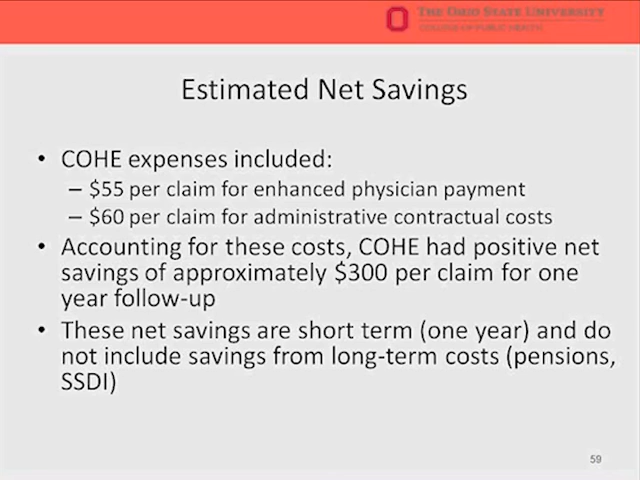 THE OHIO STATE UNIVERSITY
COLLEGE OF PUBLIC HEALTH
Estimated Net Savings
• COHE expenses included:
– $55 per claim for enhanced physician payment
– $60 per claim for administrative contractual costs
• Accounting for these costs, COHE had positive net
savings of approximately $300 per claim for one
year follow-up
• These net savings are short term (one year) and do
not include savings from long-term costs (pensions,
SSDI)
59